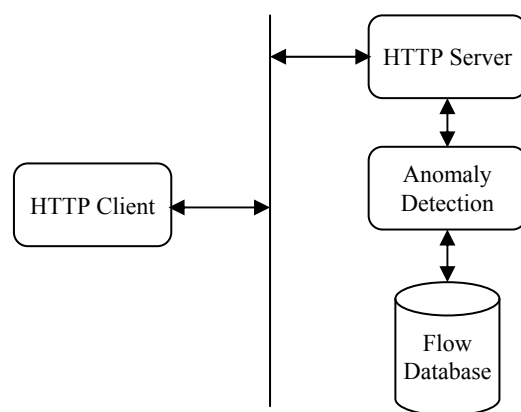 HTTP Server
Anomaly
Detection
HTTP Client
Flow
Database